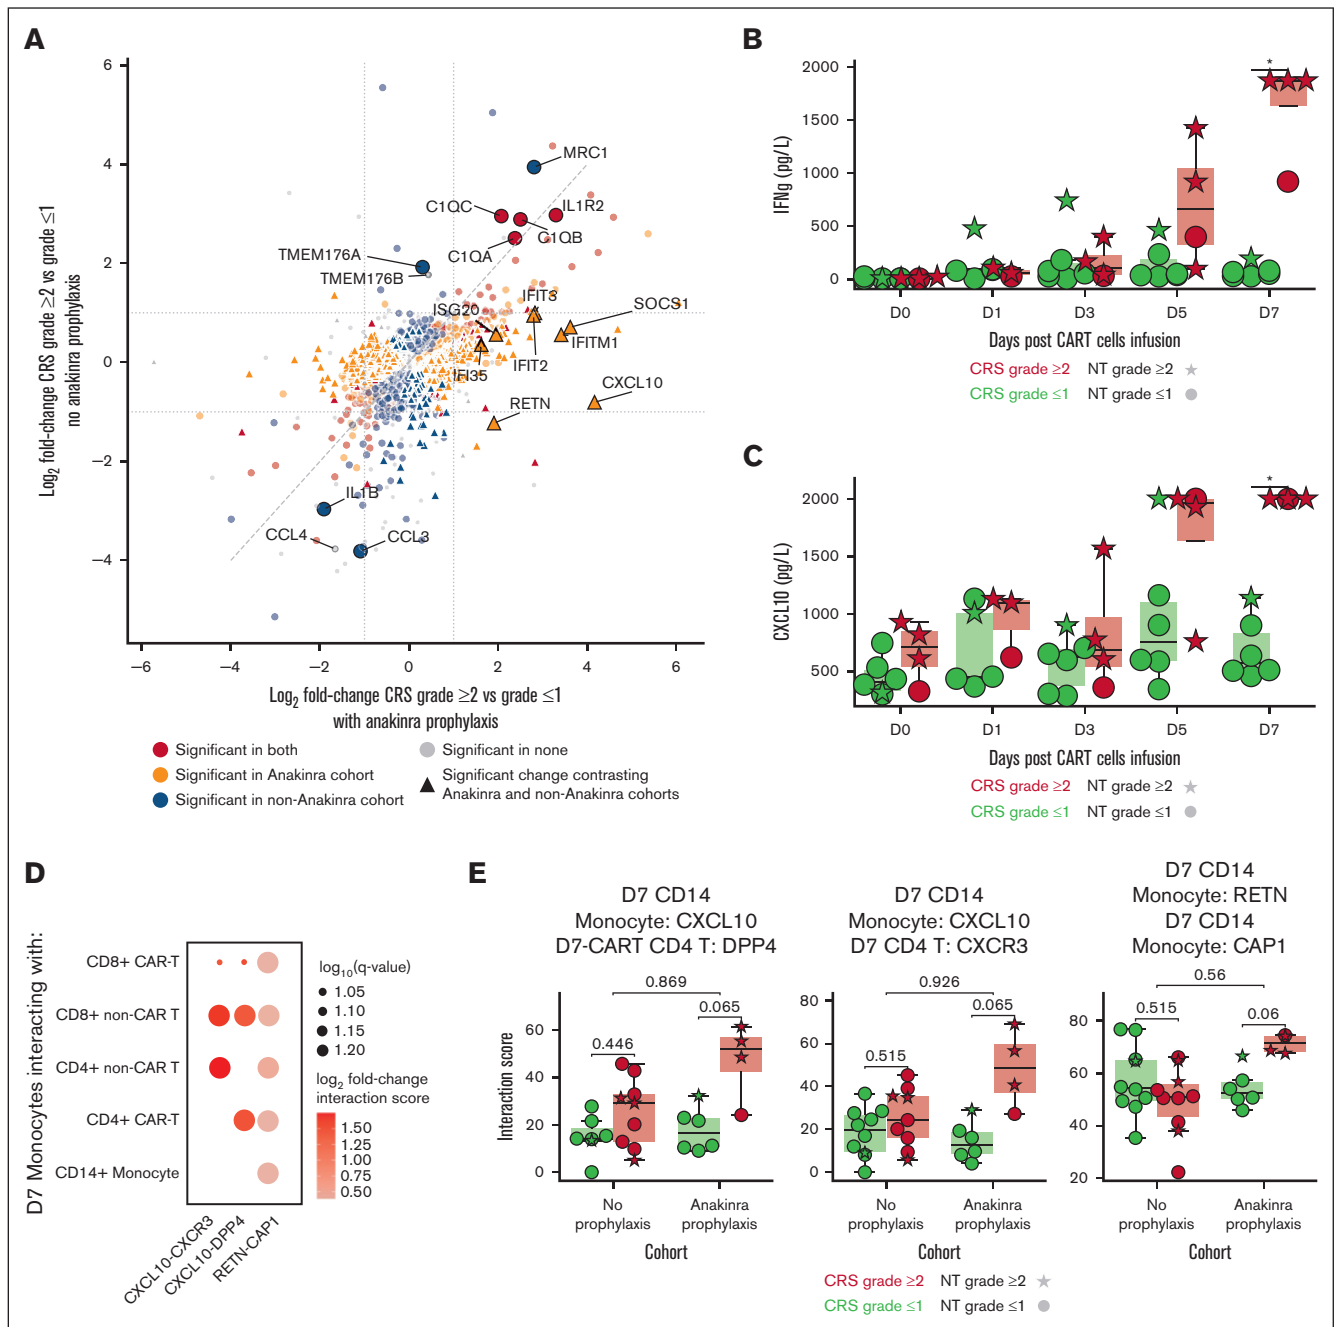 A
Log2 fold-change CRS grade ≥2 vs grade ≤1
no anakinra prophylaxis
6
4
2
0
−2
−4
−6
−4
−2
0
2
4
6
MRC1
C1QC
IL1R2
C1QB
C1QA
TMEM176A
TMEM176B
IFIT3
ISG20
SOCS1
IFITM1
IFIT2
IFI35
CXCL10
RETN
IL1B
CCL4
CCL3
Log2 fold-change CRS grade ≥2 vs grade ≤1
with anakinra prophylaxis
Significant in both
Significant in Anakinra cohort
Significant in non-Anakinra cohort
Significant in none
Significant change contrasting
Anakinra and non-Anakinra cohorts
B
IFNg (pg/L)
2000
1500
1000
500
0
*
D0 D1 D3 D5 D7
Days post CART cells infusion
CRS grade ≥2 NT grade ≥2
CRS grade ≤1 NT grade ≤1
C
CXCL10 (pg/L)
2000
1500
1000
500
*
D0 D1 D3 D5 D7
Days post CART cells infusion
CRS grade ≥2 NT grade ≥2
CRS grade ≤1 NT grade ≤1
D
D7 Monocytes interacting with:
CD8+ CAR-T
CD8+ non-CAR T
CD4+ non-CAR T
CD4+ CAR-T
CD14+ Monocyte
CXCL10-CXCR3
CXCL10-DPP4
RETN-CAP1
log10(q-value)
1.05
1.10
1.15
1.20
log2 fold-change
interaction score
1.50
1.00
0.75
0.50
E
D7 CD14
Monocyte: CXCL10
D7-CART CD4 T: DPP4
Interaction score
60
40
20
0
0.869
0.446
0.065
No
prophylaxis
Anakinra
prophylaxis
Cohort
D7 CD14
Monocyte: CXCL10
D7 CD4 T: CXCR3
80
60
40
20
0
0.926
0.515
0.065
No
prophylaxis
Anakinra
prophylaxis
Cohort
D7 CD14
Monocyte: RETN
D7 CD14
Monocyte: CAP1
80
60
40
20
0.56
0.515
0.06
No
prophylaxis
Anakinra
prophylaxis
Cohort
CRS grade ≥2 NT grade ≥2
CRS grade ≤1 NT grade ≤1